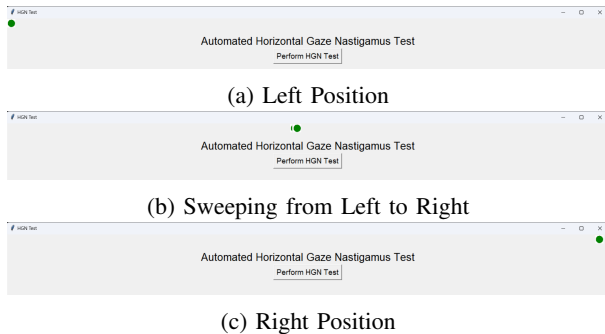 HGN Test
Automated Horizontal Gaze Nastigamus Test
Perform HGN Test
(a) Left Position
HGN Test
Automated Horizontal Gaze Nastigamus Test
Perform HGN Test
(b) Sweeping from Left to Right
HGN Test
Automated Horizontal Gaze Nastigamus Test
Perform HGN Test
(c) Right Position